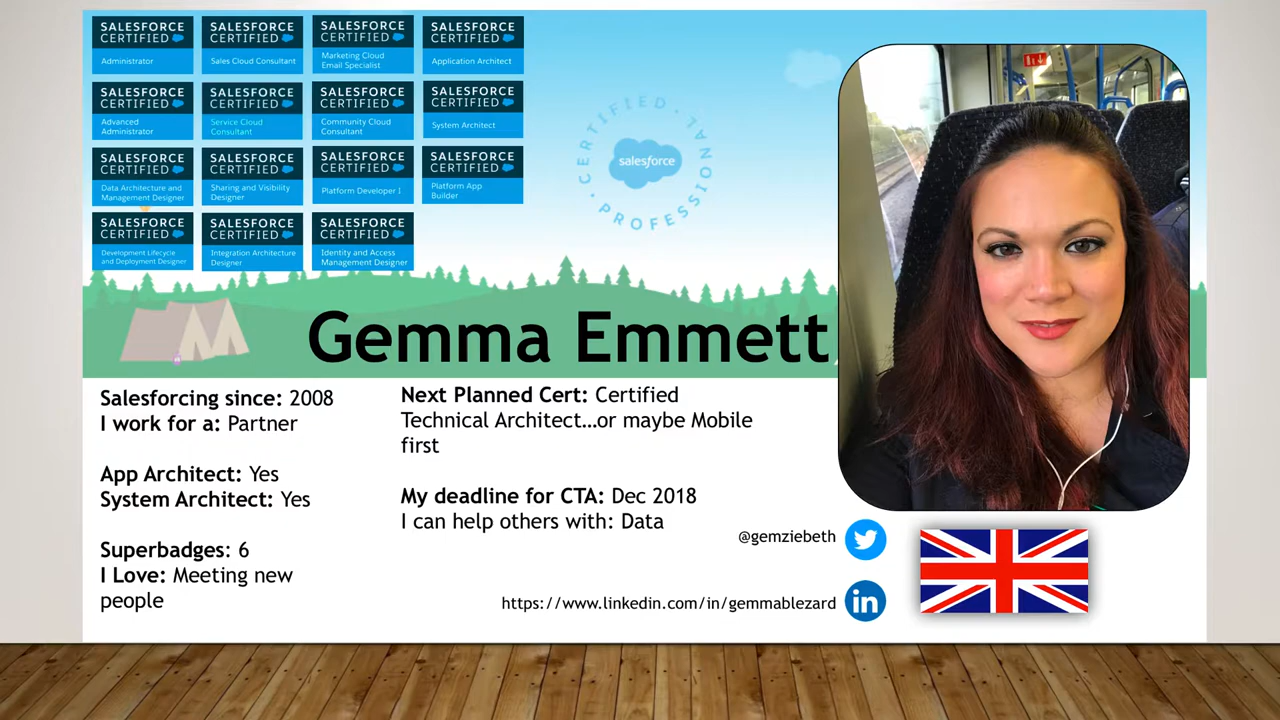 SALESFORCE
CERTIFIED
Administrator
SALESFORCE
CERTIFIED
Sales Cloud Consultant
SALESFORCE
CERTIFIED
Marketing Cloud
Email Specialist
SALESFORCE
CERTIFIED
Application Architect
SALESFORCE
CERTIFIED
Advanced
Administrator
SALESFORCE
CERTIFIED
Service Cloud
Consultant
SALESFORCE
CERTIFIED
Community Cloud
Consultant
SALESFORCE
CERTIFIED
System Architect
SALESFORCE
CERTIFIED
Data Architecture and
Management Designer
SALESFORCE
CERTIFIED
Sharing and Visibility
Designer
SALESFORCE
CERTIFIED
Platform Developer I
SALESFORCE
CERTIFIED
Platform App
Builder
SALESFORCE
CERTIFIED
Development Lifecycle
and Deployment Designer
SALESFORCE
CERTIFIED
Integration Architecture
Designer
SALESFORCE
CERTIFIED
Identity and Access
Management Designer
CERTIFIED
salesforce
PROFESSIONAL
Gemma Emmett
Salesforcing since: 2008
I work for a: Partner
App Architect: Yes
System Architect: Yes
Superbadges: 6
I Love: Meeting new
people
Next Planned Cert: Certified
Technical Architect…or maybe Mobile
first
My deadline for CTA: Dec 2018
I can help others with: Data
@gemziebeth
https://www.linkedin.com/in/gemmablezard
in